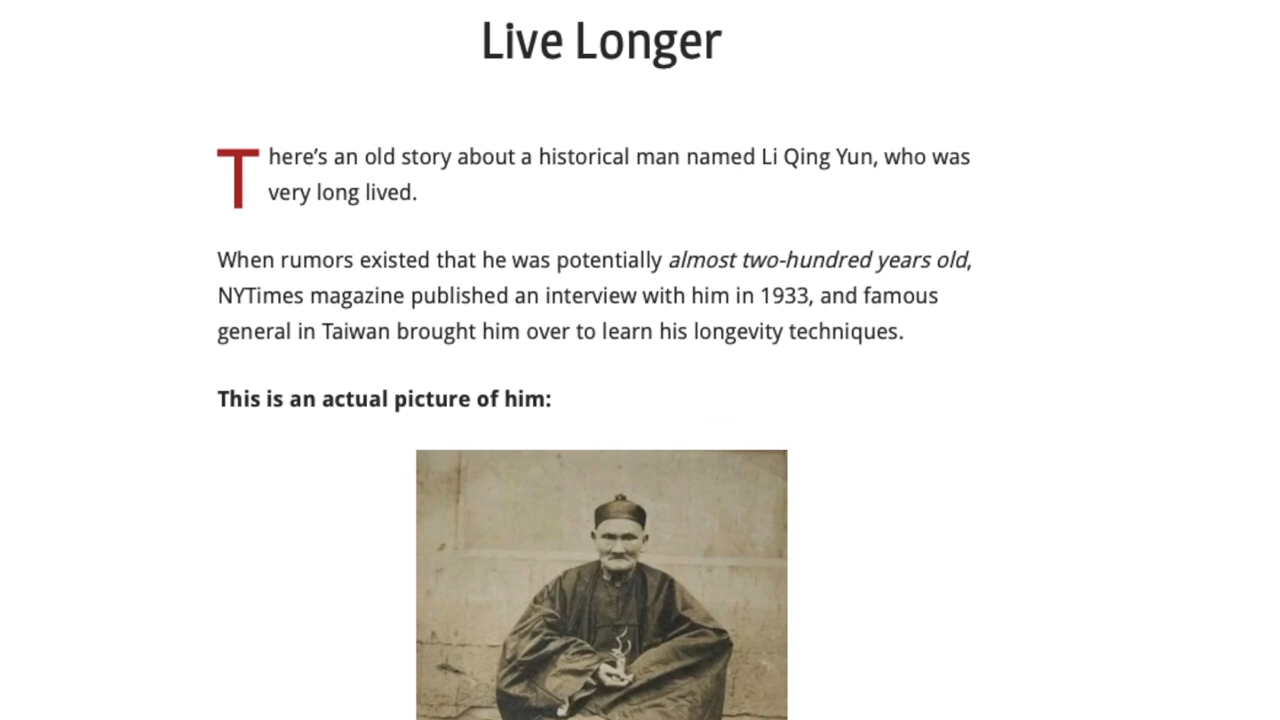 Live Longer
There's an old story about a historical man named Li Qing Yun, who was
very long lived.
When rumors existed that he was potentially almost two-hundred years old,
NYTimes magazine published an interview with him in 1933, and famous
general in Taiwan brought him over to learn his longevity techniques.
This is an actual picture of him: